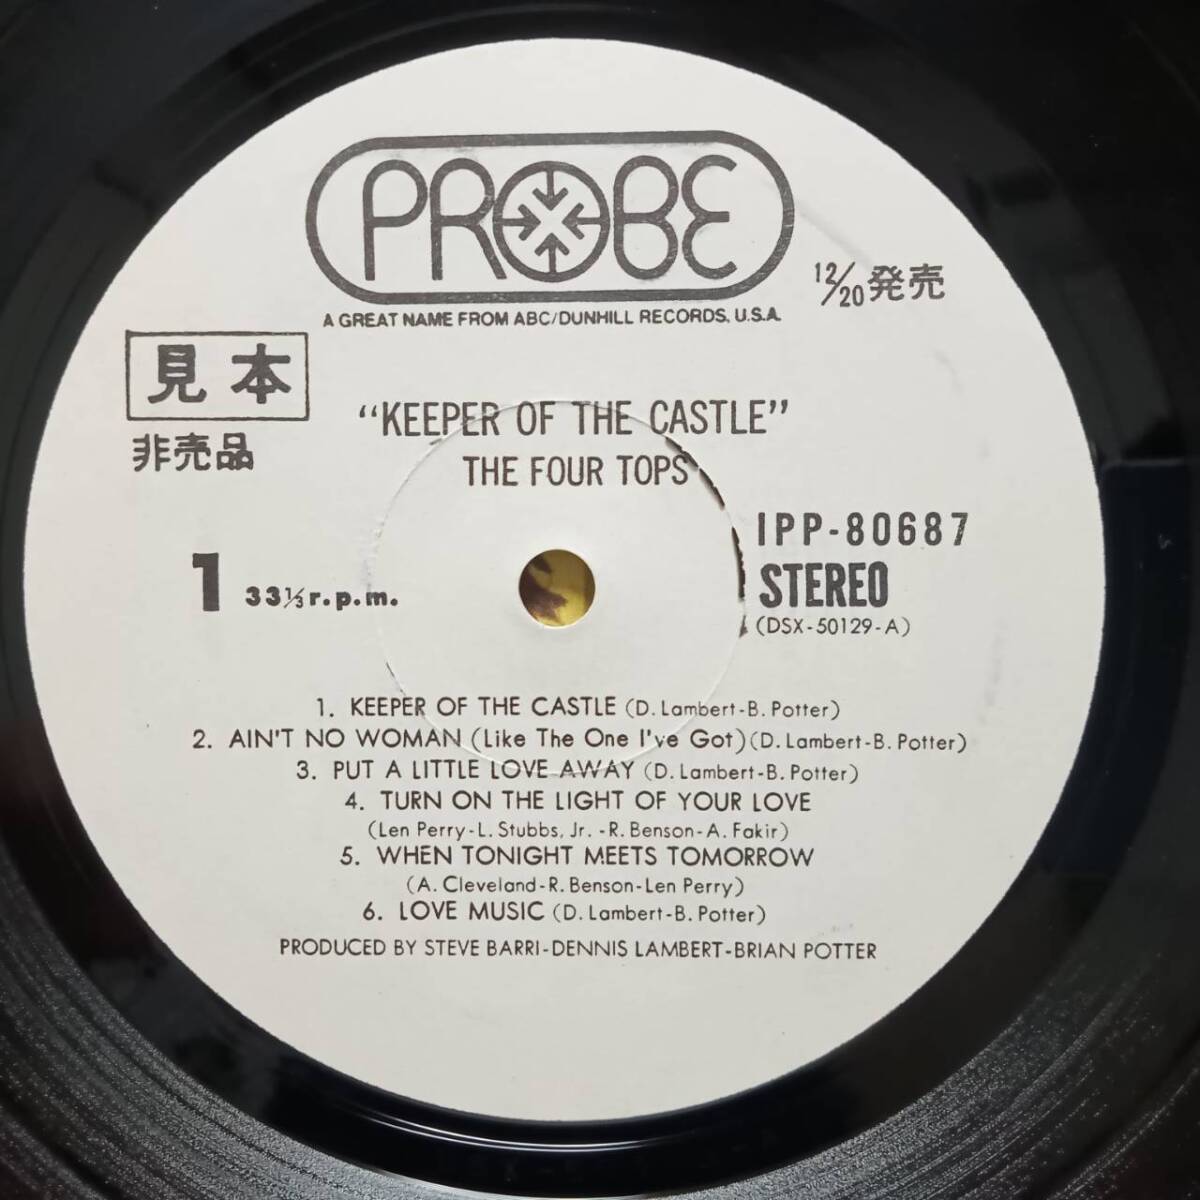 PROBE
A GREAT NAME FROM ABC/DUNHILL RECORDS, U.S.A.
12/20発売
見本
非売品
“KEEPER OF THE CASTLE”
THE FOUR TOPS
IPP-80687
1 33⅓r.p.m.
STEREO
(DSX-50129-A)
1. KEEPER OF THE CASTLE (D. Lambert-B. Potter)
2. AIN'T NO WOMAN (Like The One I've Got)(D. Lambert-B. Potter)
3. PUT A LITTLE LOVE AWAY (D. Lambert-B. Potter)
4. TURN ON THE LIGHT OF YOUR LOVE
(Len Perry-L. Stubbs, Jr. -R. Benson-A. Fakir)
5. WHEN TONIGHT MEETS TOMORROW
(A. Cleveland-R. Benson-Len Perry)
6. LOVE MUSIC (D. Lambert-B. Potter)
PRODUCED BY STEVE BARRI-DENNIS LAMBERT-BRIAN POTTER